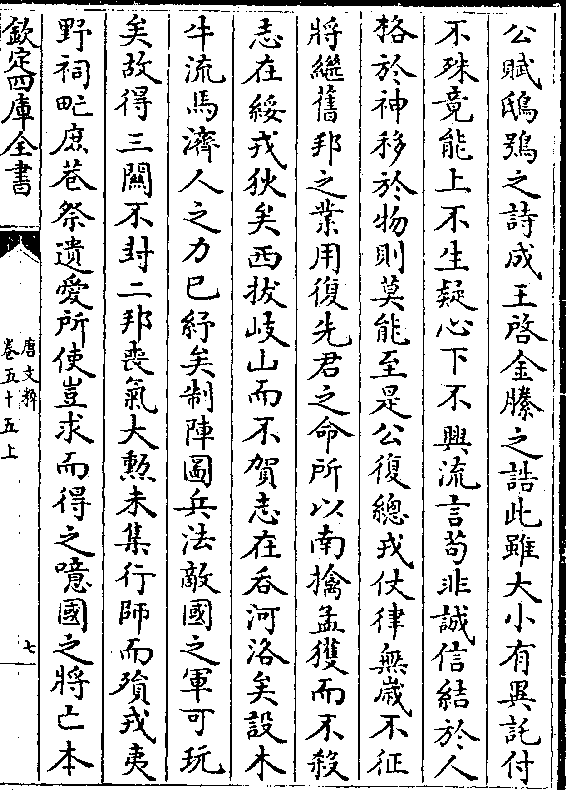 公賦鴟鴞之詩成王啓金縢之誥此雖大小有異託付
不殊竟能上不生疑心下不興流言苟非誠信結於人
格於神移於物則莫能至是公復總戎仗律無嵗不征
將繼舊邦之業用復先君之命所以南擒孟獲而不殺
志在綏戎狄矣西拔岐山而不賀志在吞河洛矣設木
牛流馬濟人之力已紓矣制陣圖兵法敵國之軍可玩
矣故得三關不封二邦喪氣大勲未集行師而殞戎夷
野祠甿庶巷祭遺愛所使豈求而得之噫國之將亡本
欽定四庫全書
唐文粹
卷五十五上
七